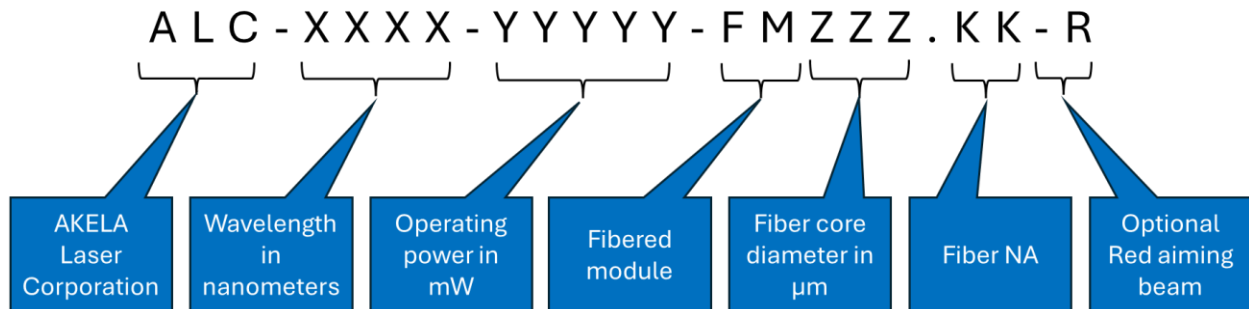 ALC-XXXX-YYYYY-FMZZZ.KK-R
AKELA
Laser
Corporation
Wavelength
in
nanometers
Operating
power in
mW
Fibered
module
Fiber core
diameter in
µm
Fiber NA
Optional
Red aiming
beam